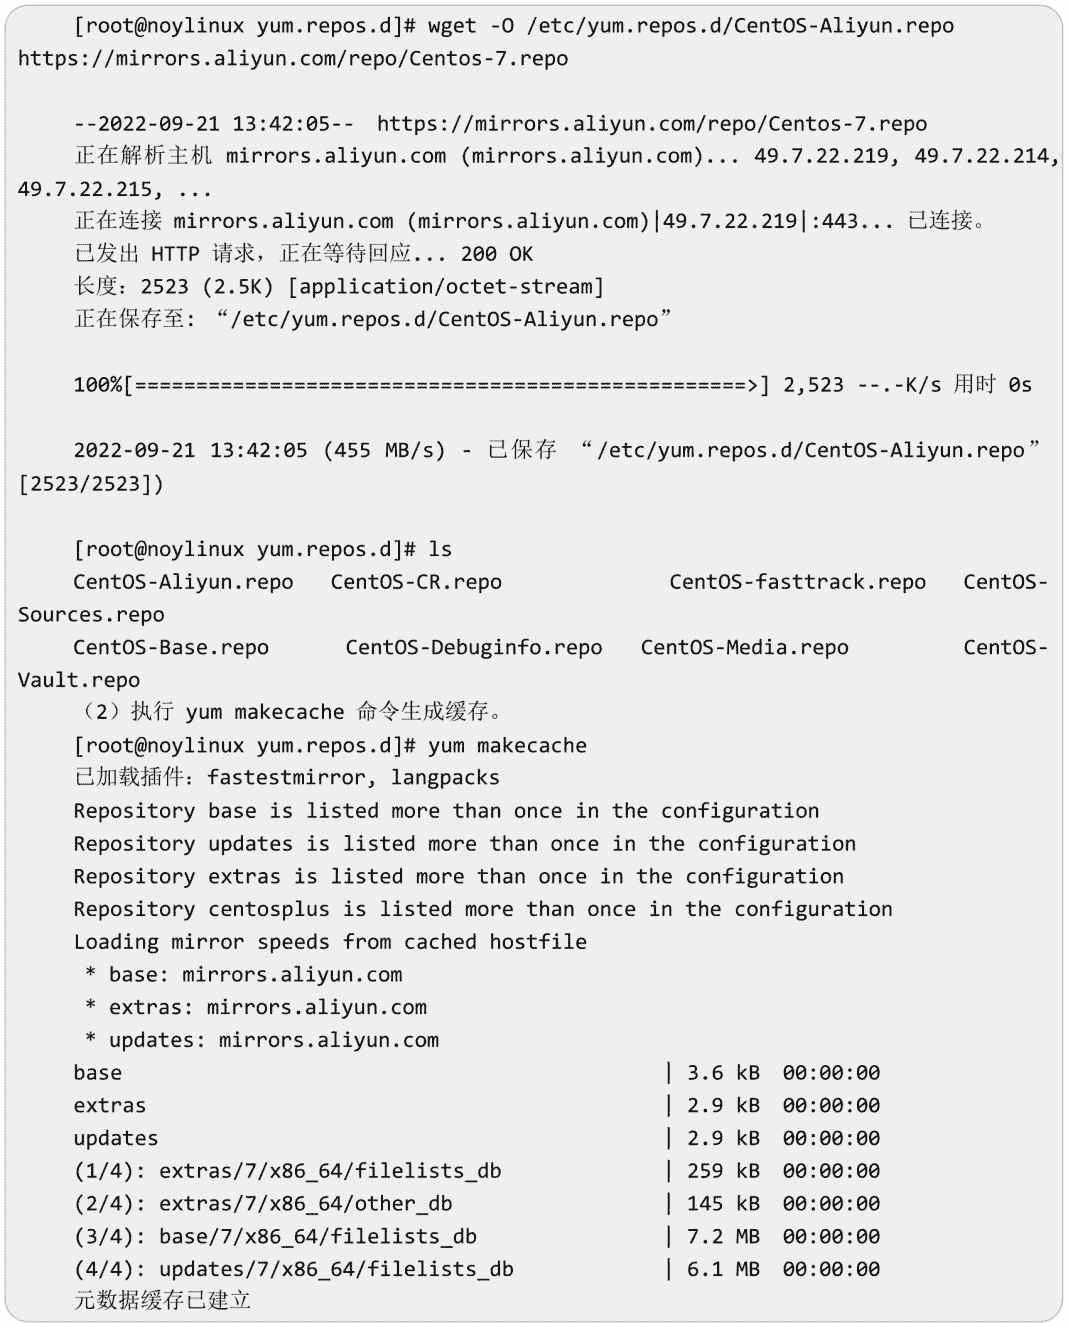 [root@noylinux yum.repos.d]# wget -O /etc/yum.repos.d/CentOS-Aliyun.repo
https://mirrors.aliyun.com/repo/Centos-7.repo
--2022-09-21 13:42:05--  https://mirrors.aliyun.com/repo/Centos-7.repo
正在解析主机 mirrors.aliyun.com (mirrors.aliyun.com)... 49.7.22.219, 49.7.22.214,
49.7.22.215, ...
正在连接 mirrors.aliyun.com (mirrors.aliyun.com)|49.7.22.219|:443... 已连接。
已发出 HTTP 请求，正在等待回应... 200 OK
长度：2523 (2.5K) [application/octet-stream]
正在保存至: “/etc/yum.repos.d/CentOS-Aliyun.repo”
100%[==================================================>] 2,523 --.-K/s 用时 0s
2022-09-21 13:42:05 (455 MB/s) - 已保存 “/etc/yum.repos.d/CentOS-Aliyun.repo”
[2523/2523])
[root@noylinux yum.repos.d]# ls
CentOS-Aliyun.repo   CentOS-CR.repo              CentOS-fasttrack.repo   CentOS-
Sources.repo
CentOS-Base.repo      CentOS-Debuginfo.repo   CentOS-Media.repo         CentOS-
Vault.repo
（2）执行 yum makecache 命令生成缓存。
[root@noylinux yum.repos.d]# yum makecache
已加载插件：fastestmirror, langpacks
Repository base is listed more than once in the configuration
Repository updates is listed more than once in the configuration
Repository extras is listed more than once in the configuration
Repository centosplus is listed more than once in the configuration
Loading mirror speeds from cached hostfile
* base: mirrors.aliyun.com
* extras: mirrors.aliyun.com
* updates: mirrors.aliyun.com
base | 3.6 kB  00:00:00
extras | 2.9 kB  00:00:00
updates | 2.9 kB  00:00:00
(1/4): extras/7/x86_64/filelists_db | 259 kB  00:00:00
(2/4): extras/7/x86_64/other_db | 145 kB  00:00:00
(3/4): base/7/x86_64/filelists_db | 7.2 MB  00:00:00
(4/4): updates/7/x86_64/filelists_db | 6.1 MB  00:00:00
元数据缓存已建立